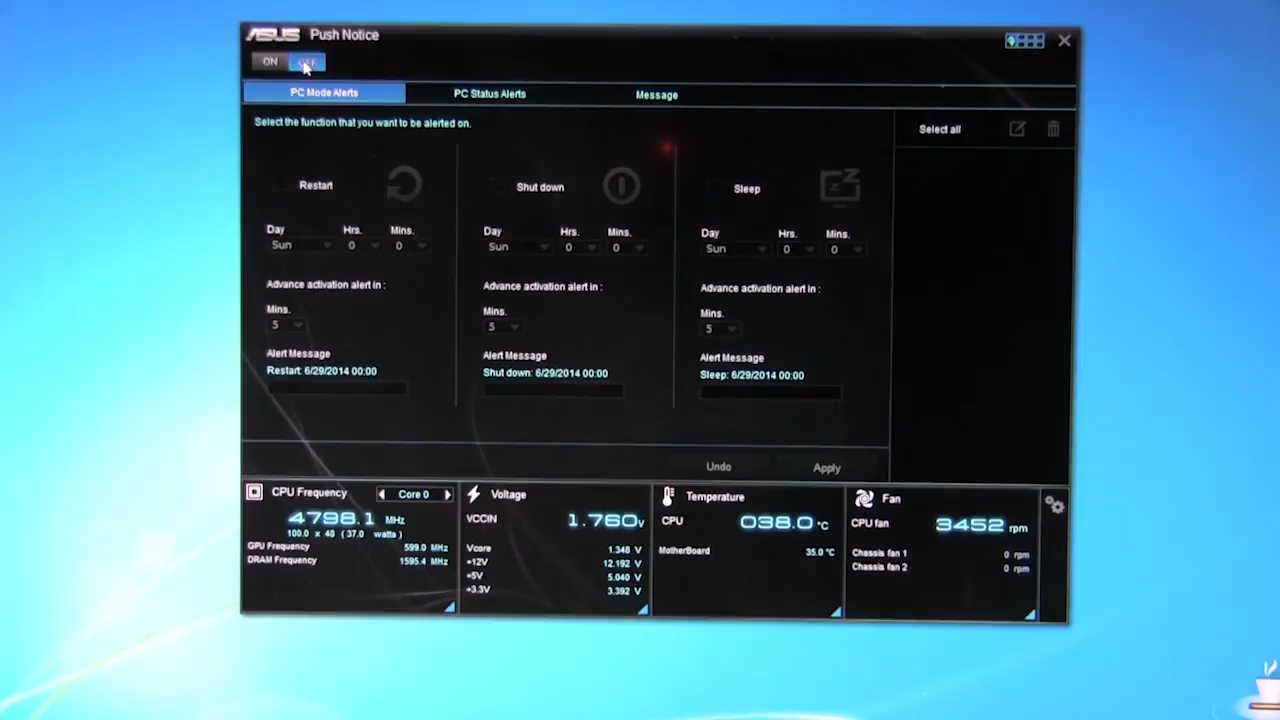 ASUS Push Notice
ON OFF
PC Mode Alerts PC Status Alerts Message
Select the function that you want to be alerted on.
Select all
Restart Shut down Sleep
Day Hrs. Mins. Day Hrs. Mins. Day Hrs. Mins.
Sun 0 0 Sun 0 0 Sun 0 0
Advance activation alert in : Advance activation alert in : Advance activation alert in :
Mins. Mins. Mins.
5 5 5
Alert Message Alert Message Alert Message
Restart: 6/29/2014 00:00 Shut down: 6/29/2014 00:00 Sleep: 6/29/2014 00:00
Undo Apply
CPU Frequency Core 0 Voltage Temperature Fan
4798.1 MHz VCCIN 1.760v CPU 038.0 °C CPU fan 3452 rpm
100.0 x 48 ( 37.0 watts )
GPU Frequency 599.0 MHz Vcore 1.348 V MotherBoard 35.0 °C Chassis fan 1 0 rpm
DRAM Frequency 1595.4 MHz +12V 12.192 V Chassis fan 2 0 rpm
+5V 5.040 V
+3.3V 3.392 V